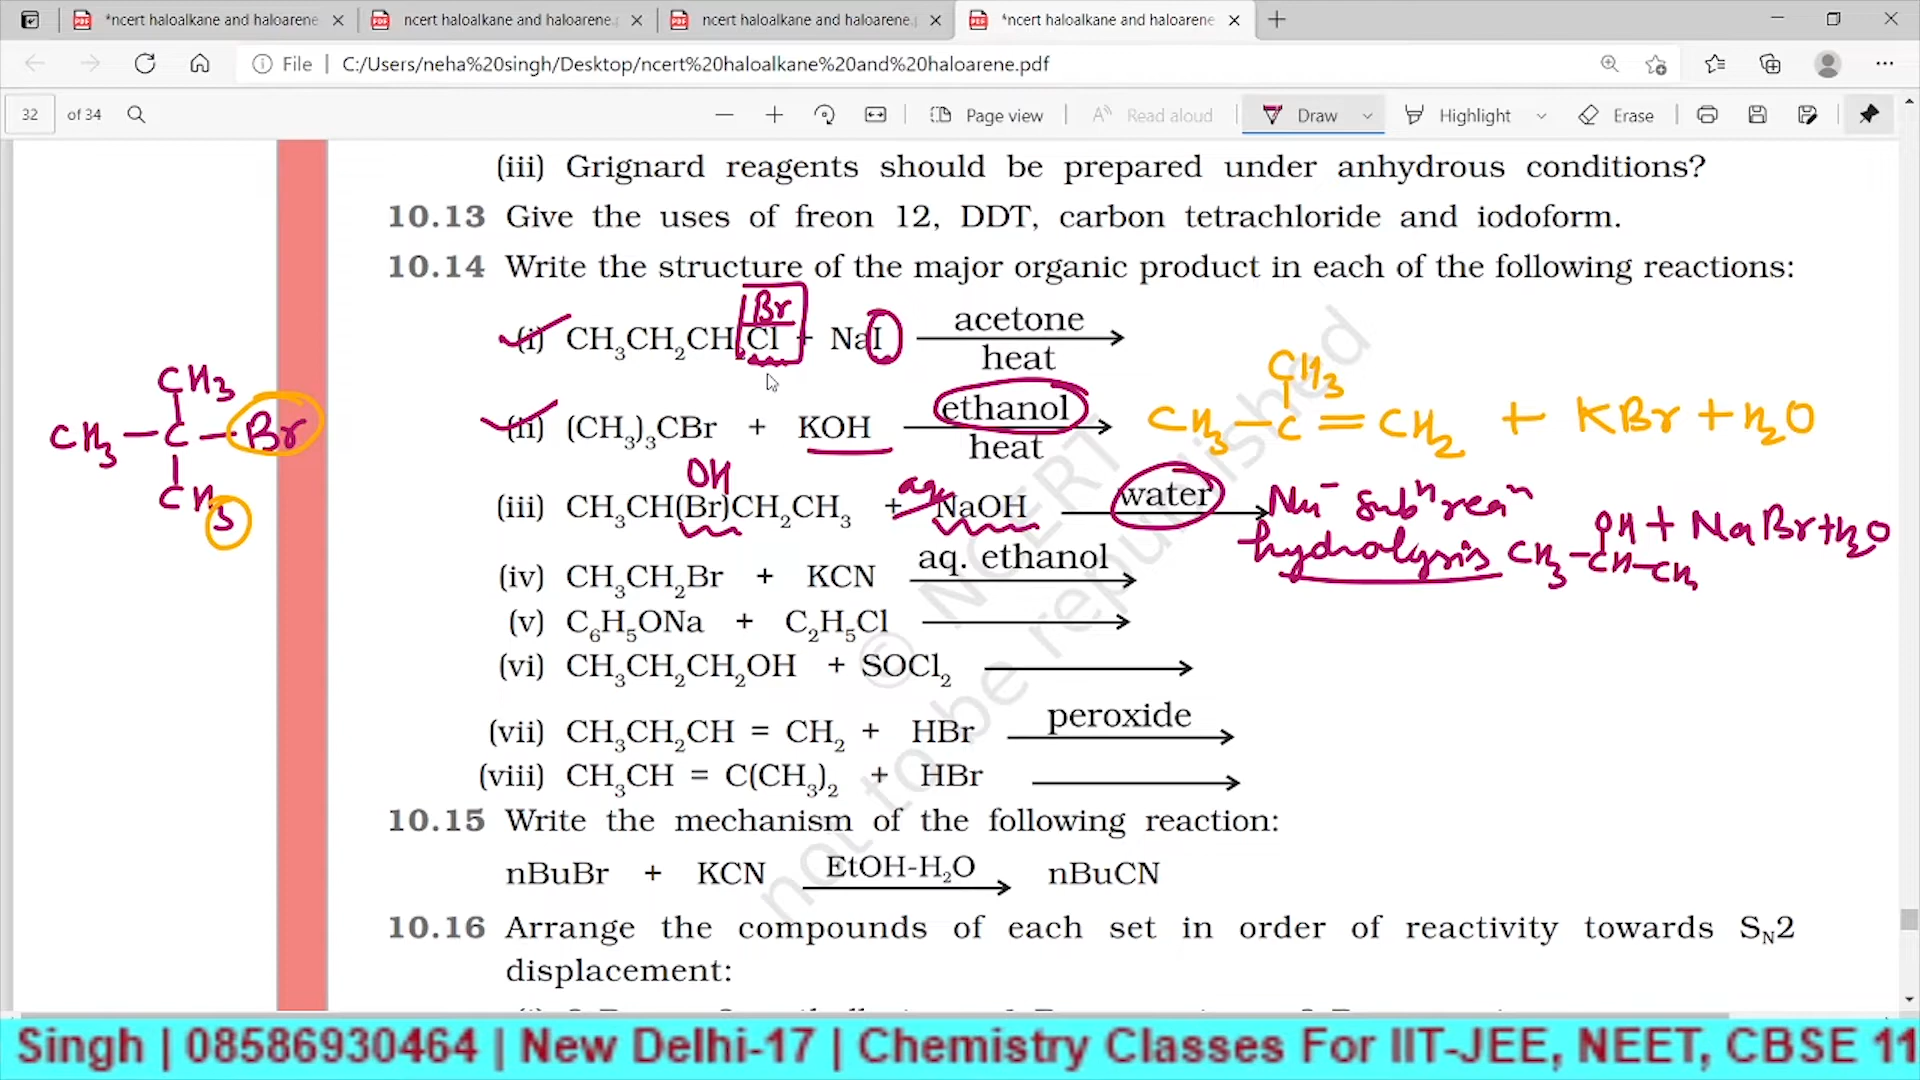 *ncert haloalkane and haloarene
ncert haloalkane and haloarene.p
ncert haloalkane and haloarene.p
*ncert haloalkane and haloarene
File | C:/Users/neha%20singh/Desktop/ncert%20haloalkane%20and%20haloarene.pdf
32 of 34 Page view Read aloud Draw Highlight Erase
(iii) Grignard reagents should be prepared under anhydrous conditions?
10.13 Give the uses of freon 12, DDT, carbon tetrachloride and iodoform.
10.14 Write the structure of the major organic product in each of the following reactions:
Br
(i) CH₃CH₂CH₂Cl + NaI acetone
heat
CH₃
CH₃ – C – Br
CH₃
(ii) (CH₃)₃CBr + KOH ethanol
heat
CH₃
CH₃ – C = CH₂ + KBr + H₂O
OH
(iii) CH₃CH(Br)CH₂CH₃ + aq NaOH water
Nu⁻ subⁿ reaⁿ
hydrolysis
OH
CH₃ – CH – CH₃ + NaBr + H₂O
(iv) CH₃CH₂Br + KCN aq. ethanol
(v) C₆H₅ONa + C₂H₅Cl
(vi) CH₃CH₂CH₂OH + SOCl₂
(vii) CH₃CH₂CH = CH₂ + HBr peroxide
(viii) CH₃CH = C(CH₃)₂ + HBr
10.15 Write the mechanism of the following reaction:
nBuBr + KCN EtOH-H₂O nBuCN
10.16 Arrange the compounds of each set in order of reactivity towards S_N2
displacement:
© NCERT
not to be republished
Singh | 08586930464 | New Delhi-17 | Chemistry Classes For IIT-JEE, NEET, CBSE 11